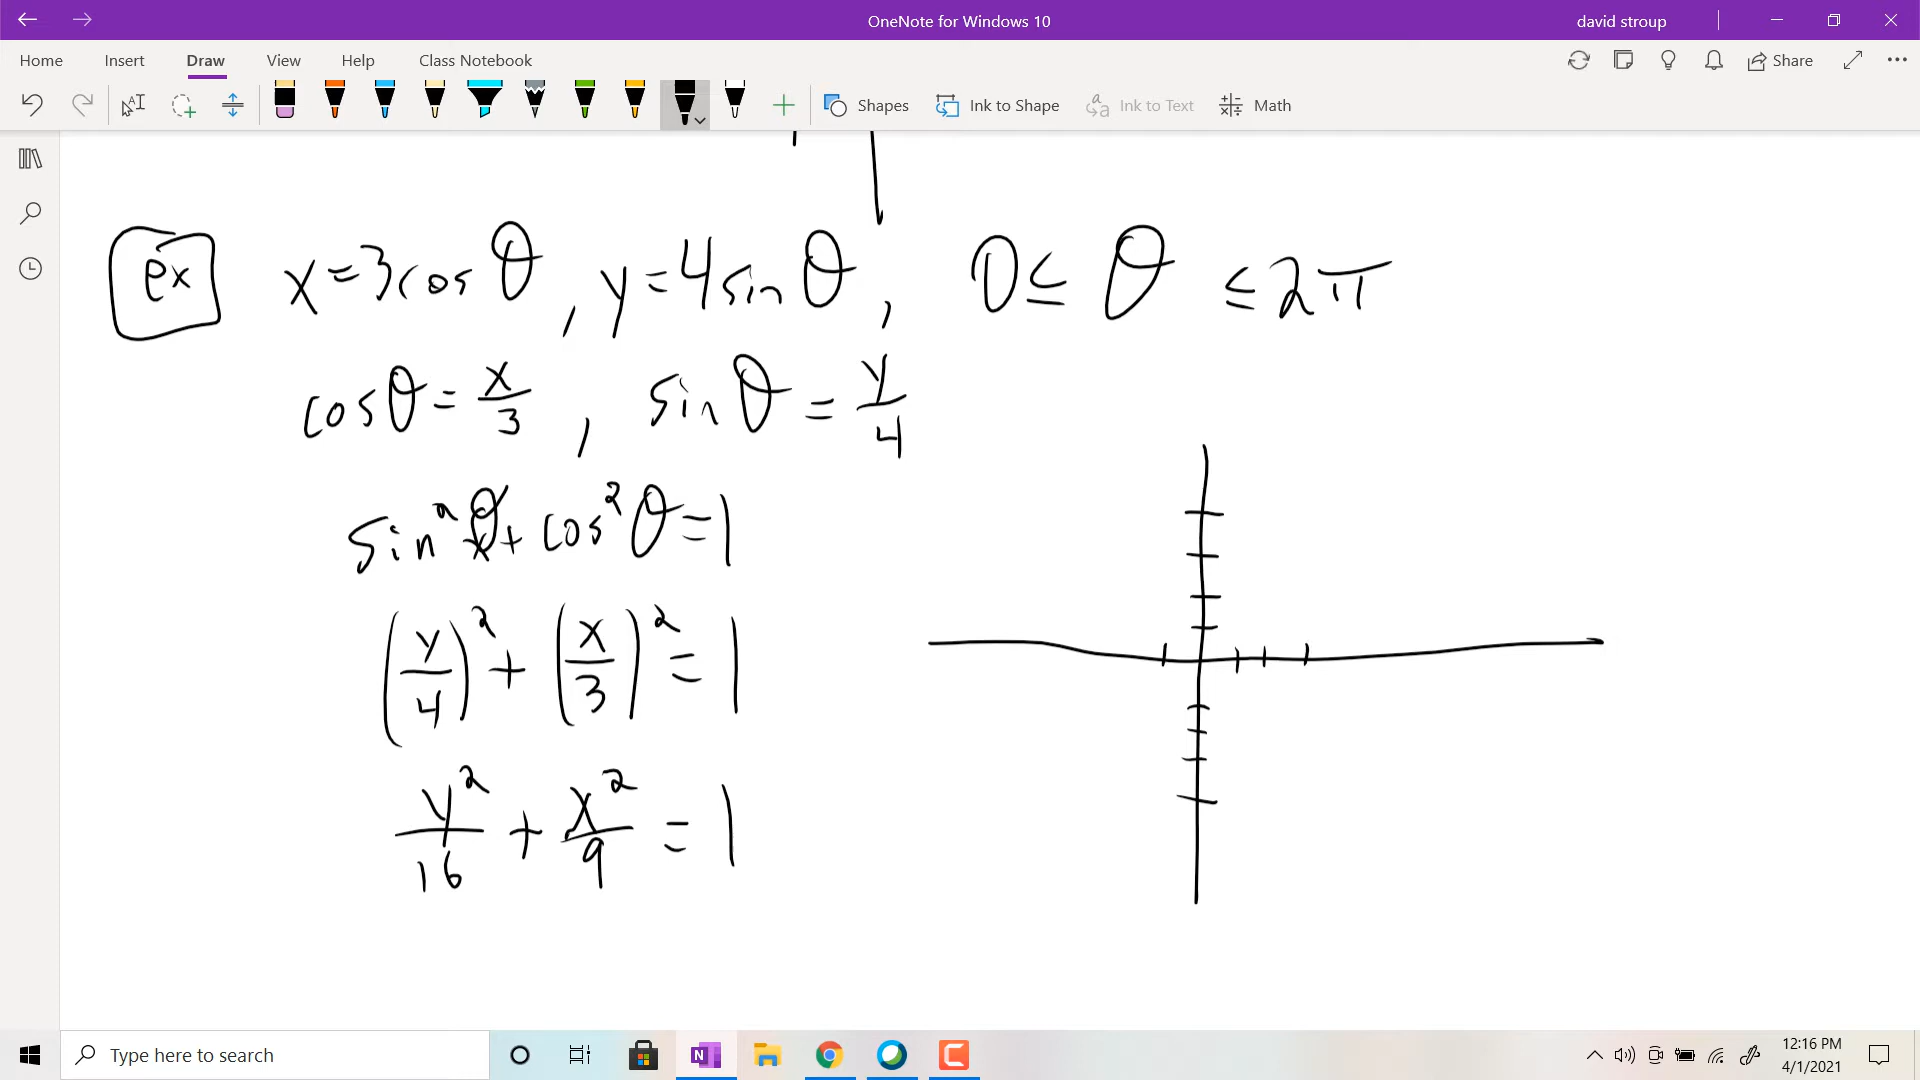 OneNote for Windows 10
david stroup
Home Insert Draw View Help Class Notebook
Share
Shapes Ink to Shape Ink to Text Math
ex x=3cosθ, y=4sinθ, 0≤θ≤2π
cosθ=x/3, sinθ=y/4
sin²θ+cos²θ=1
(y/4)²+(x/3)²=1
y²/16+x²/9=1
Type here to search
12:16 PM
4/1/2021